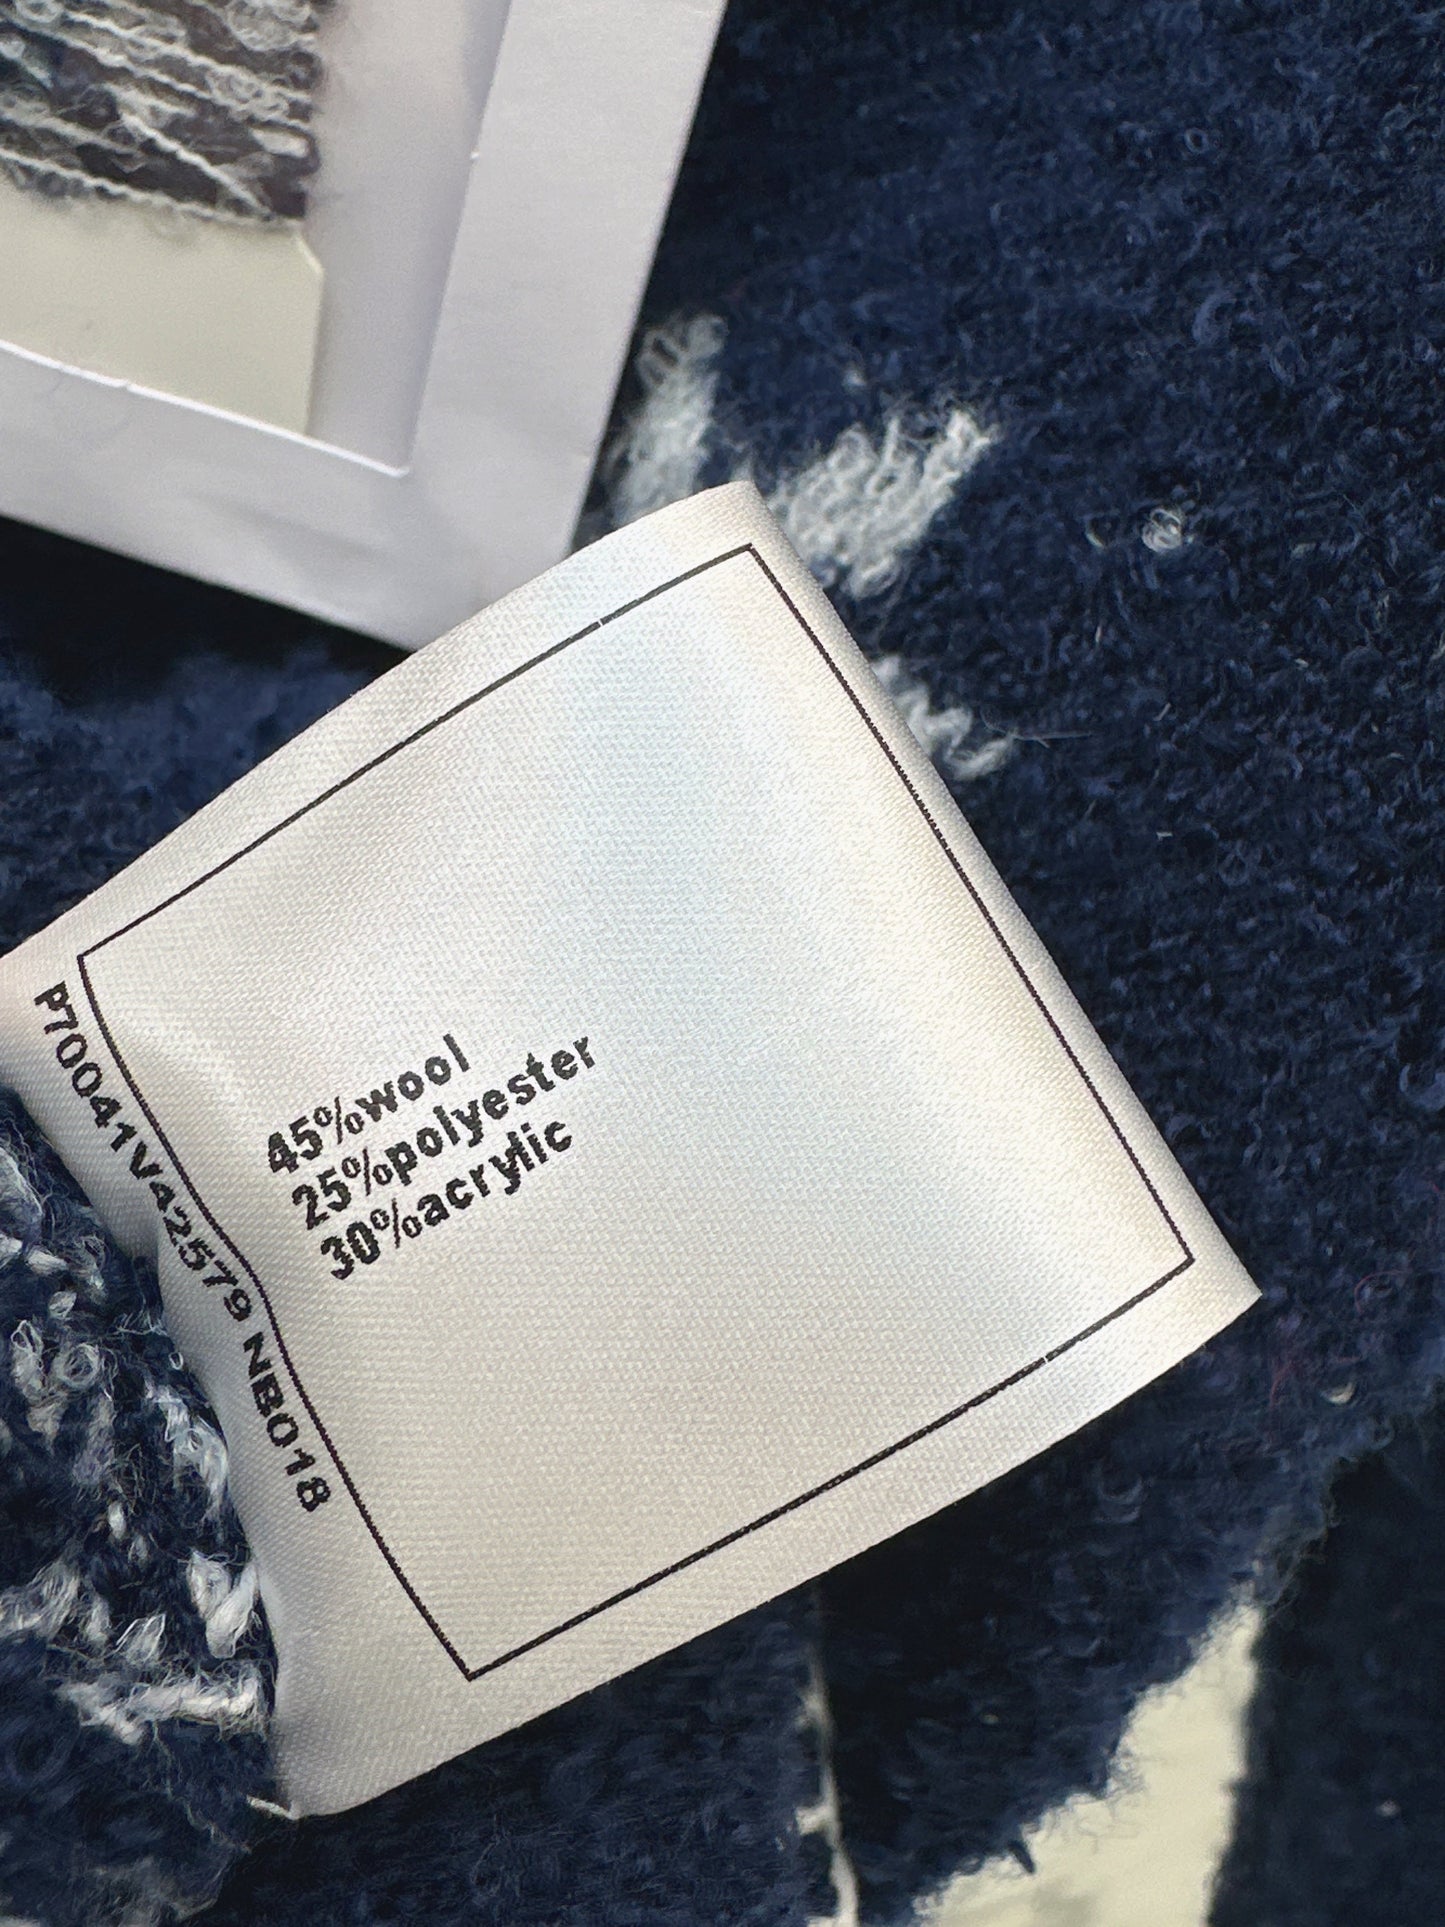 45%wool
25%polyester
30%acrylic
P70041V42579 NB018